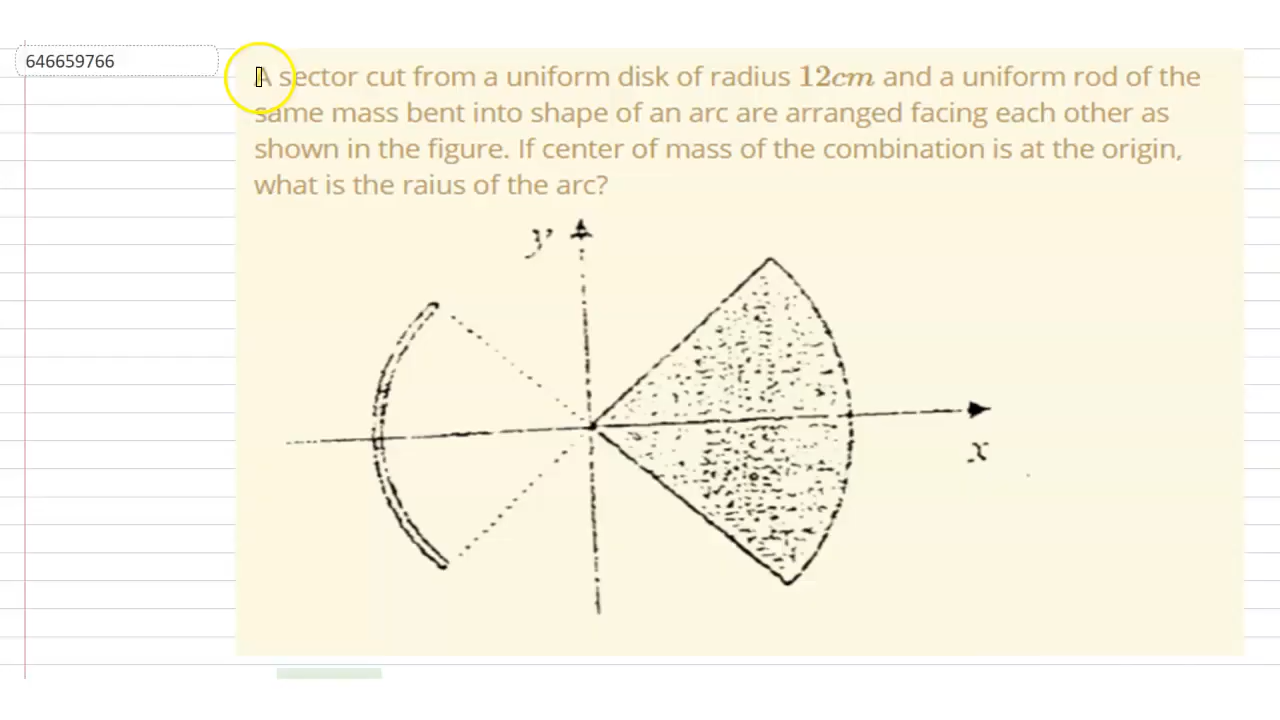 646659766
A sector cut from a uniform disk of radius 12cm and a uniform rod of the
same mass bent into shape of an arc are arranged facing each other as
shown in the figure. If center of mass of the combination is at the origin,
what is the raius of the arc?
y
x